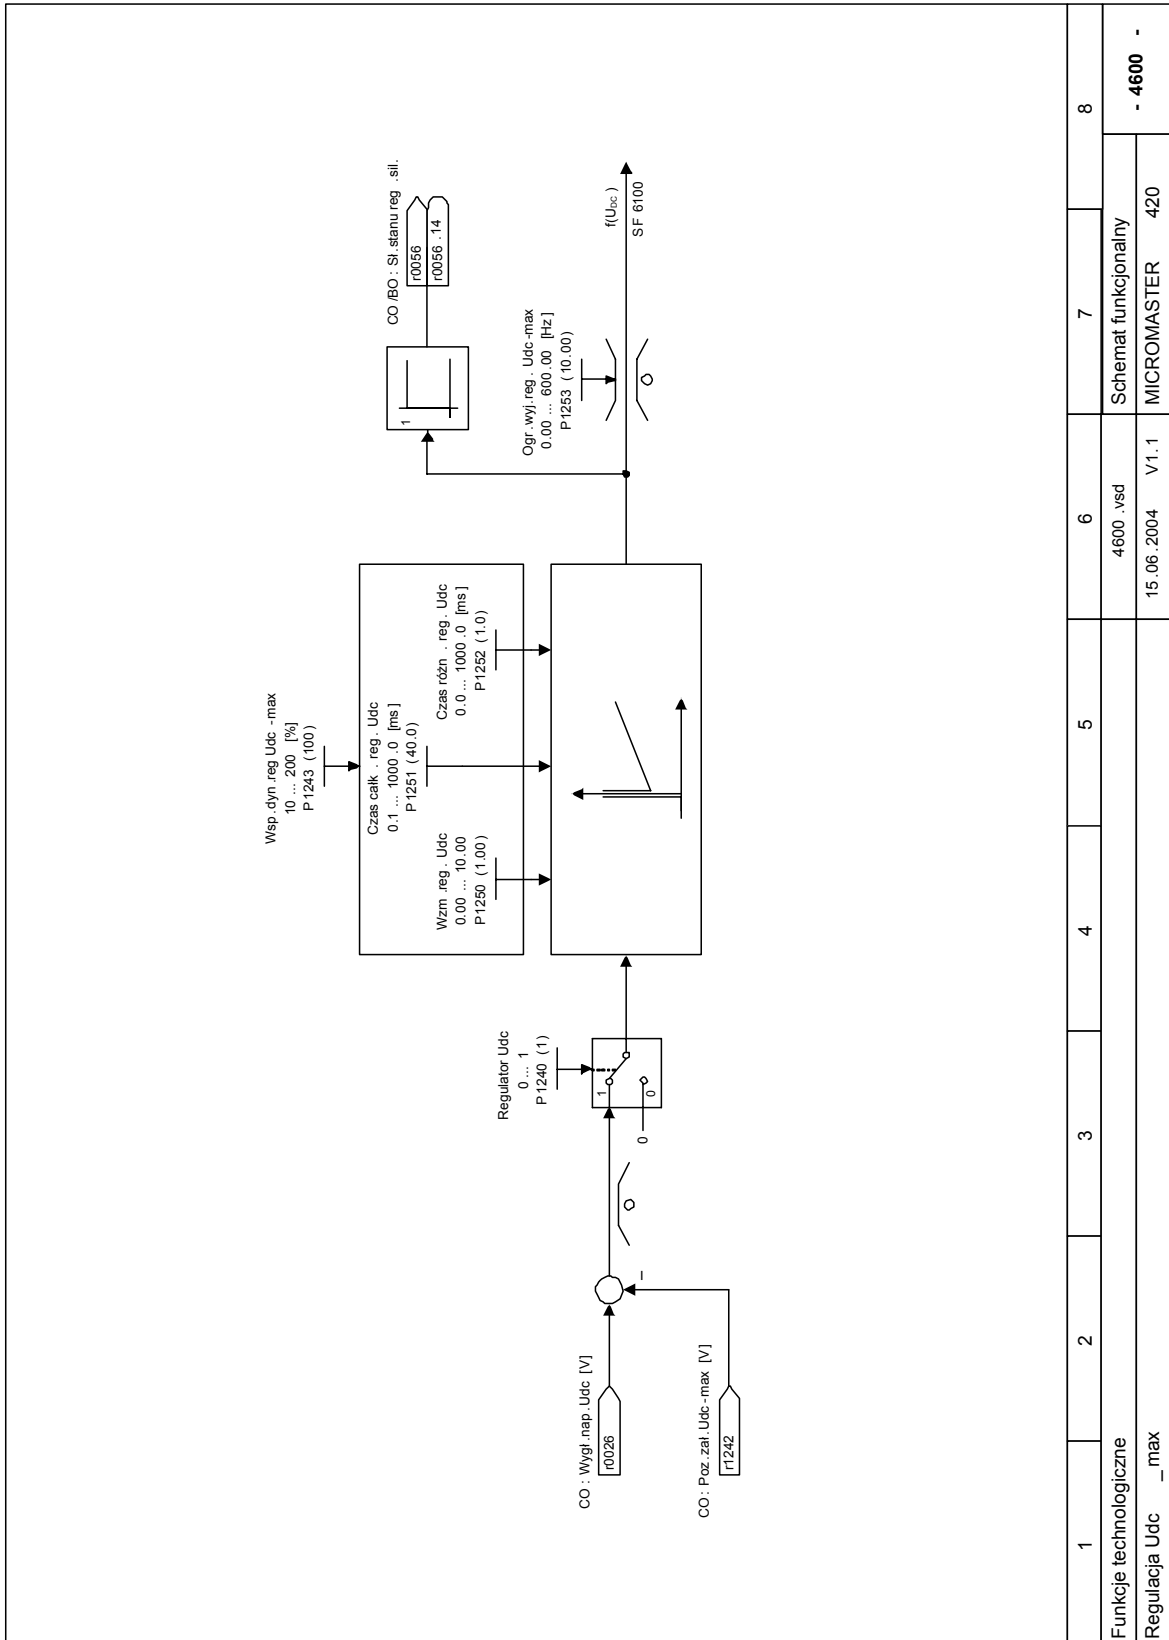 Wsp.dyn.reg Udc -max
10 ... 200 [%]
P1243 (100)
Czas całk . reg . Udc
0.1 ... 1000 .0 [ms]
P1251 (40.0)
Wzm .reg . Udc
0.00 ... 10.00
P1250 (1.00)
Czas różn . reg . Udc
0.0 ... 1000 .0 [ms]
P1252 (1.0)
CO /BO : Sł.stanu reg .sil.
r0056
r0056 .14
1
Regulator Udc
0 ... 1
P1240 (1)
1
0
0
Ogr .wyj.reg . Udc -max
0.00 ... 600 .00 [Hz]
P1253 (10.00)
f(UDC )
SF 6100
CO : Wygł.nap .Udc [V]
r0026
–
CO : Poz .zał.Udc -max [V]
r1242
1 2 3 4 5 6 7 8
Funkcje technologiczne
4600 .vsd
Schemat funkcjonalny
- 4600 -
Regulacja Udc _max
15 .06 .2004 V1.1
MICROMASTER 420